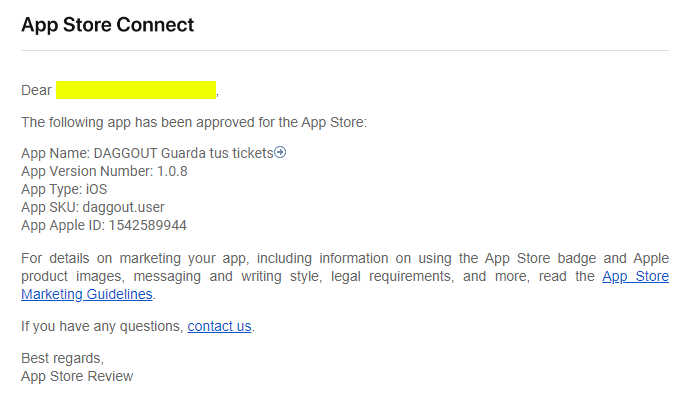 App Store Connect
Dear ,
The following app has been approved for the App Store:
App Name: DAGGOUT Guarda tus tickets
App Version Number: 1.0.8
App Type: iOS
App SKU: daggout.user
App Apple ID: 1542589944
For details on marketing your app, including information on using the App Store badge and Apple
product images, messaging and writing style, legal requirements, and more, read the App Store
Marketing Guidelines.
If you have any questions, contact us.
Best regards,
App Store Review